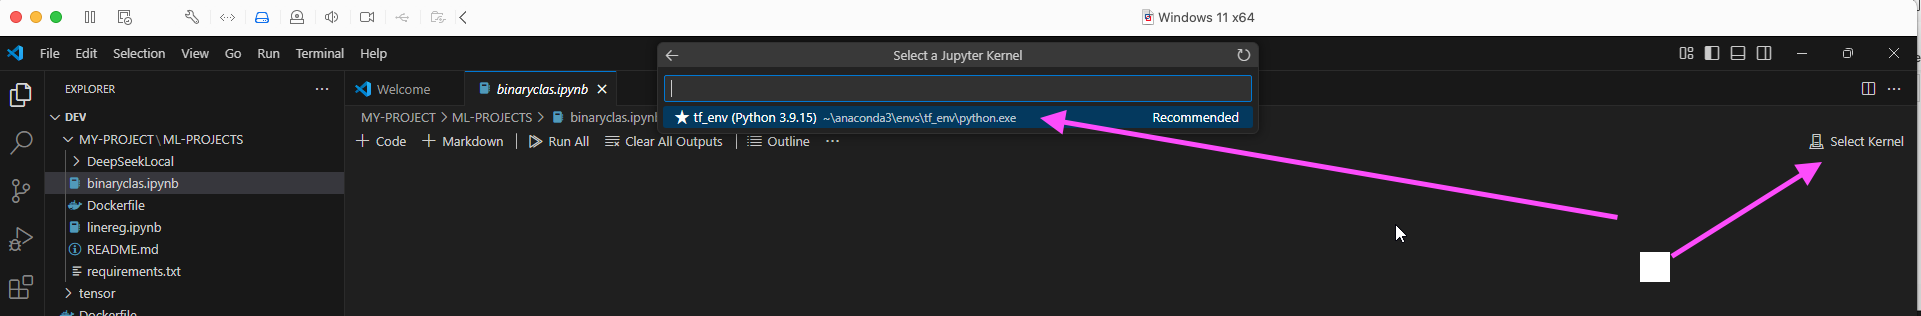 Windows 11 x64
File Edit Selection View Go Run Terminal Help
Select a Jupyter Kernel
EXPLORER
Welcome
binaryclas.ipynb
DEV
MY-PROJECT > ML-PROJECTS > binaryclas.ipynb
tf_env (Python 3.9.15) ~\anaconda3\envs\tf_env\python.exe Recommended
MY-PROJECT \ ML-PROJECTS
+ Code + Markdown Run All Clear All Outputs Outline ... Select Kernel
DeepSeekLocal
binaryclas.ipynb
Dockerfile
linereg.ipynb
README.md
requirements.txt
tensor
Dockerfile